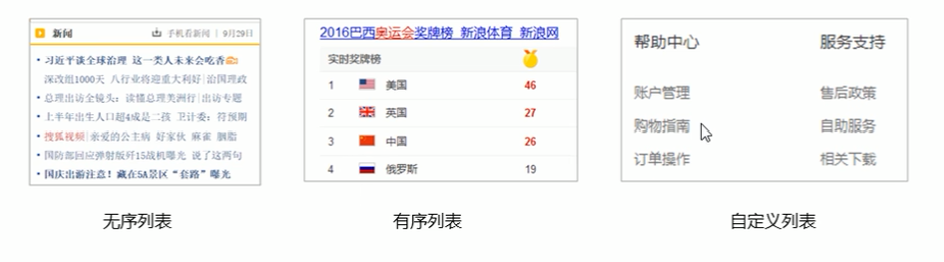 新闻 手机看新闻 | 9月29日
习近平谈全球治理 这一类人未来会吃香
深改组1000天 八行业将迎重大利好|治国理政
总理出访全镜头：读懂总理美洲行|出访专题
上半年出生人口超4成是二孩 卫计委：符预期
搜狐视频|亲爱的公主病 好家伙 麻雀 胭脂
国防部回应弹射版歼15战机曝光 说了这两句
国庆出游注意！藏在5A景区“套路”曝光
无序列表
2016巴西奥运会奖牌榜_新浪体育_新浪网
实时奖牌榜
1 美国 46
2 英国 27
3 中国 26
4 俄罗斯 19
有序列表
帮助中心 服务支持
账户管理 售后政策
购物指南 自助服务
订单操作 相关下载
自定义列表